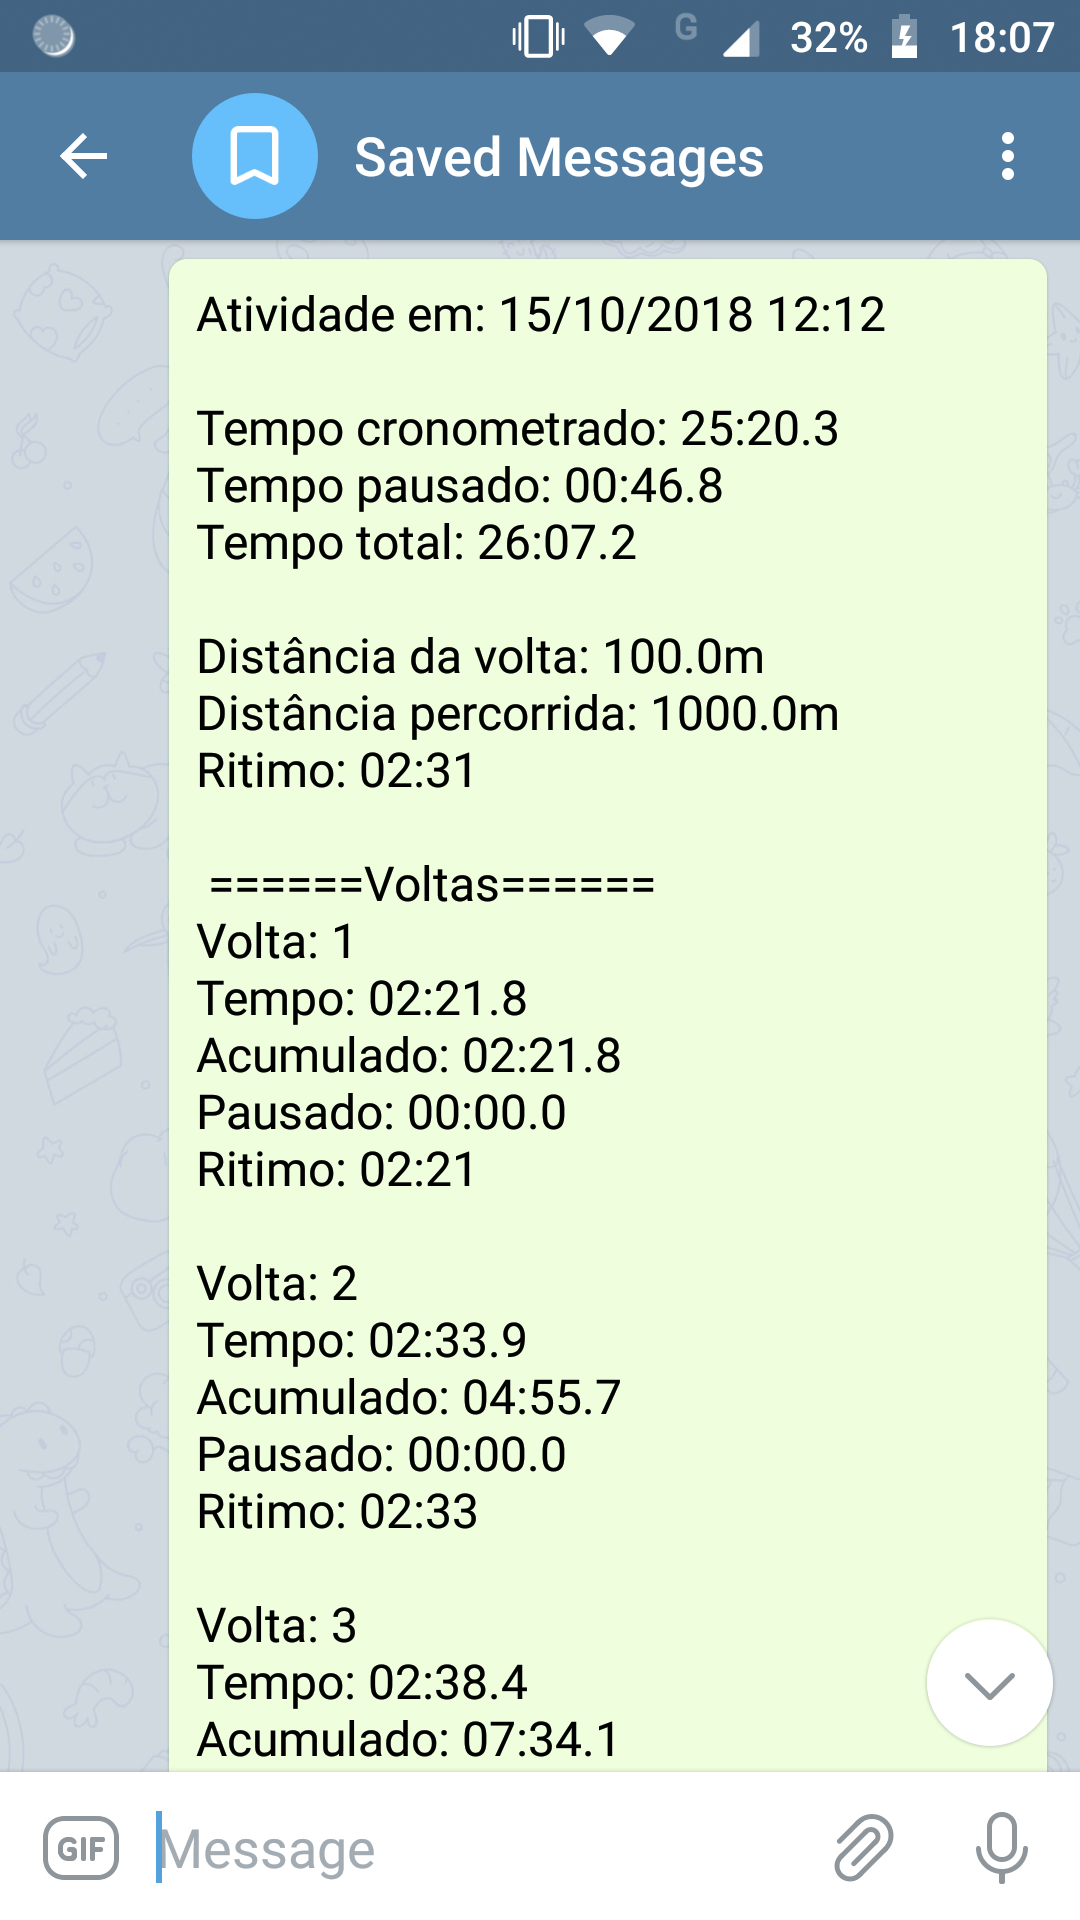 G 32% 18:07
Saved Messages
Atividade em: 15/10/2018 12:12
Tempo cronometrado: 25:20.3
Tempo pausado: 00:46.8
Tempo total: 26:07.2
Distância da volta: 100.0m
Distância percorrida: 1000.0m
Ritimo: 02:31
======Voltas======
Volta: 1
Tempo: 02:21.8
Acumulado: 02:21.8
Pausado: 00:00.0
Ritimo: 02:21
Volta: 2
Tempo: 02:33.9
Acumulado: 04:55.7
Pausado: 00:00.0
Ritimo: 02:33
Volta: 3
Tempo: 02:38.4
Acumulado: 07:34.1
GIF Message